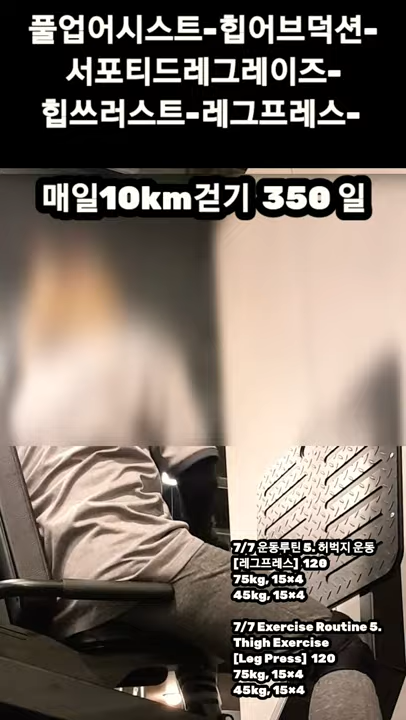 풀업어시스트-힙어브덕션-
서포티드레그레이즈-
힙쓰러스트-레그프레스-
매일10km걷기 350 일
7/7 운동루틴 5. 허벅지 운동
[레그프레스] 120
75kg, 15×4
45kg, 15×4
7/7 Exercise Routine 5.
Thigh Exercise
[Leg Press] 120
75kg, 15×4
45kg, 15×4